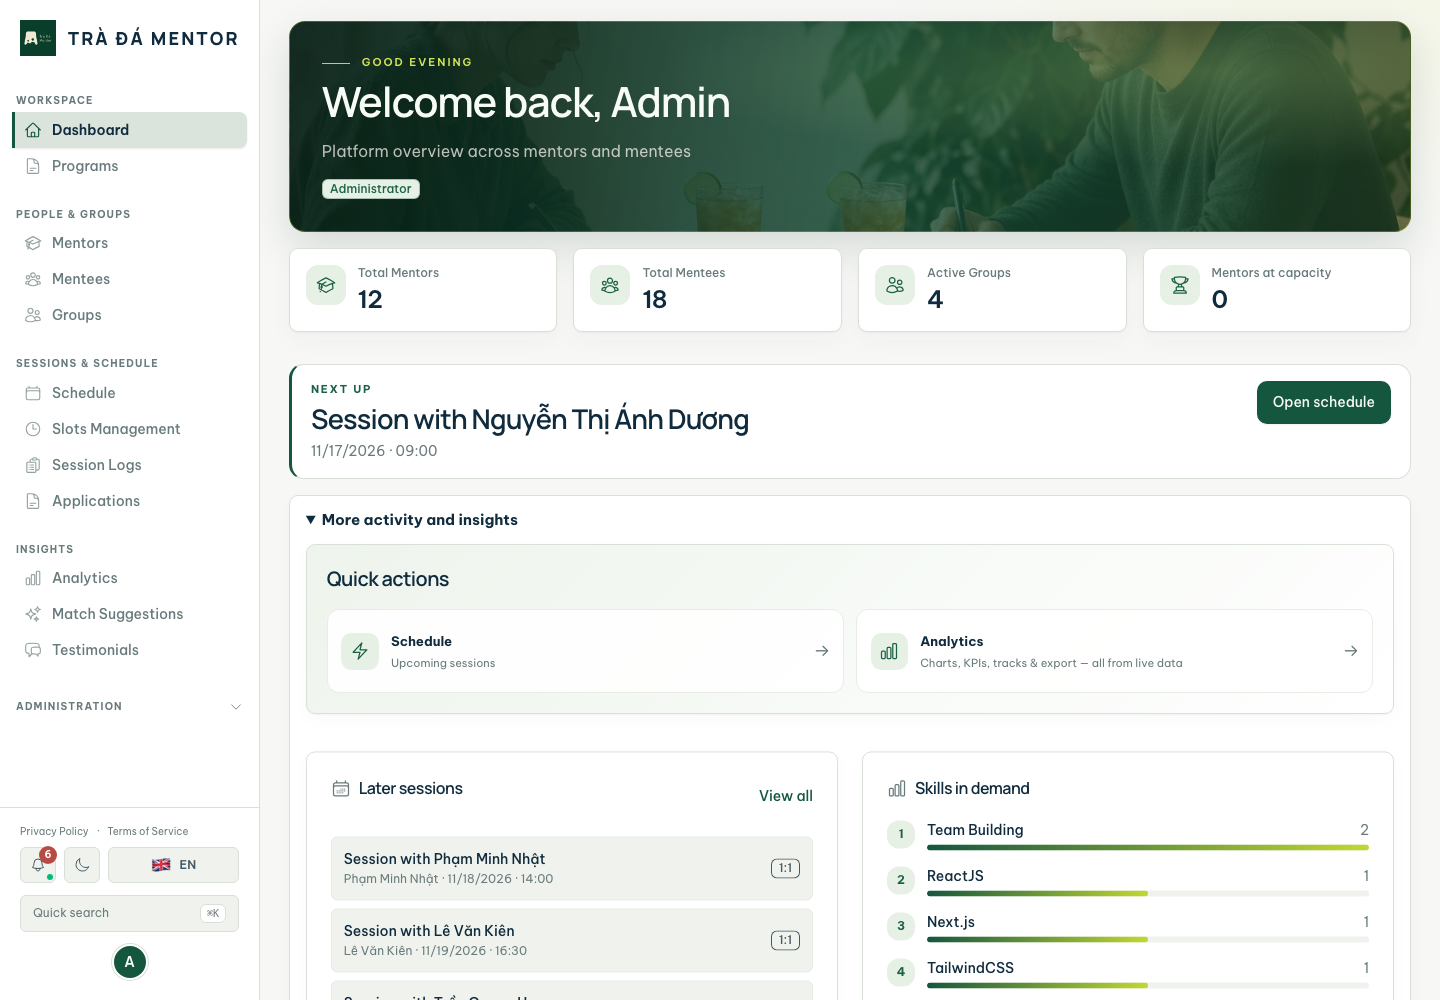 TRÀ ĐÁ MENTOR
WORKSPACE
Dashboard
Programs
PEOPLE & GROUPS
Mentors
Mentees
Groups
SESSIONS & SCHEDULE
Schedule
Slots Management
Session Logs
Applications
INSIGHTS
Analytics
Match Suggestions
Testimonials
ADMINISTRATION
Privacy Policy · Terms of Service
6
EN
Quick search ⌘K
A
GOOD EVENING
Welcome back, Admin
Platform overview across mentors and mentees
Administrator
Total Mentors
12
Total Mentees
18
Active Groups
4
Mentors at capacity
0
NEXT UP
Session with Nguyễn Thị Ánh Dương
11/17/2026 · 09:00
Open schedule
More activity and insights
Quick actions
Schedule
Upcoming sessions
Analytics
Charts, KPIs, tracks & export — all from live data
Later sessions
View all
Session with Phạm Minh Nhật
Phạm Minh Nhật · 11/18/2026 · 14:00
1:1
Session with Lê Văn Kiên
Lê Văn Kiên · 11/19/2026 · 16:30
1:1
Skills in demand
1 Team Building 2
2 ReactJS 1
3 Next.js 1
4 TailwindCSS 1